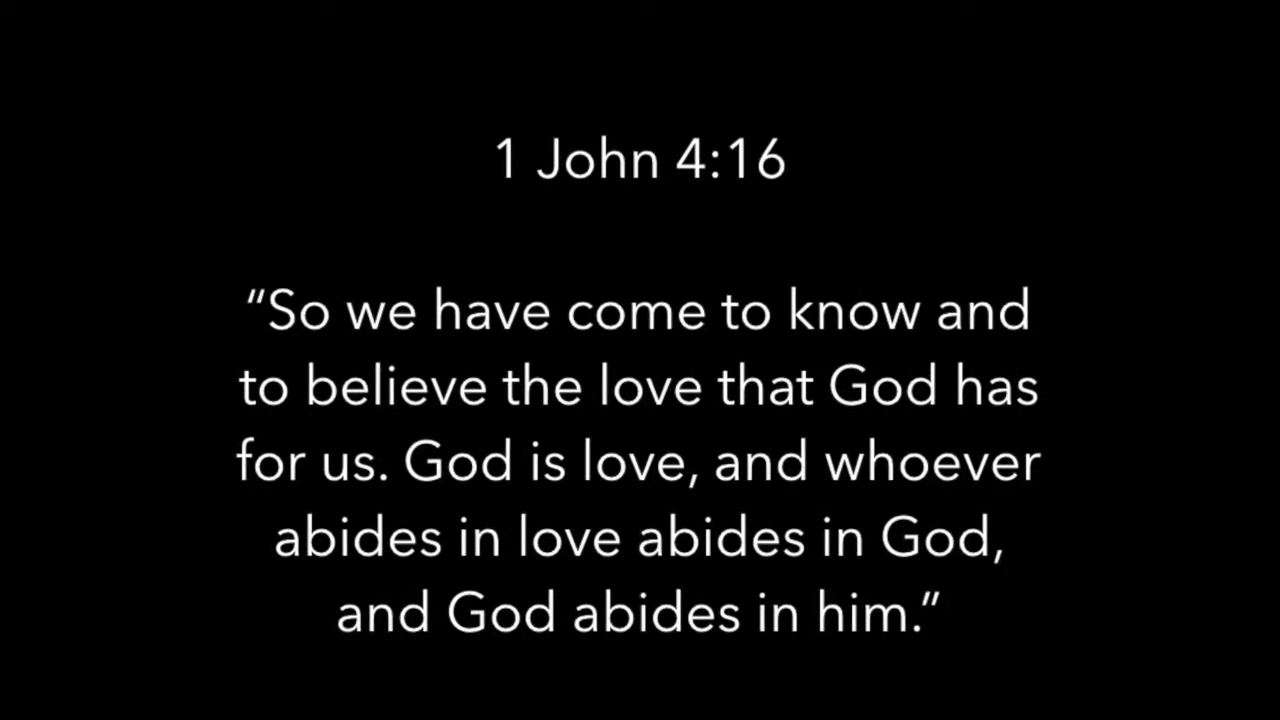 1 John 4:16
“So we have come to know and
to believe the love that God has
for us. God is love, and whoever
abides in love abides in God,
and God abides in him.”